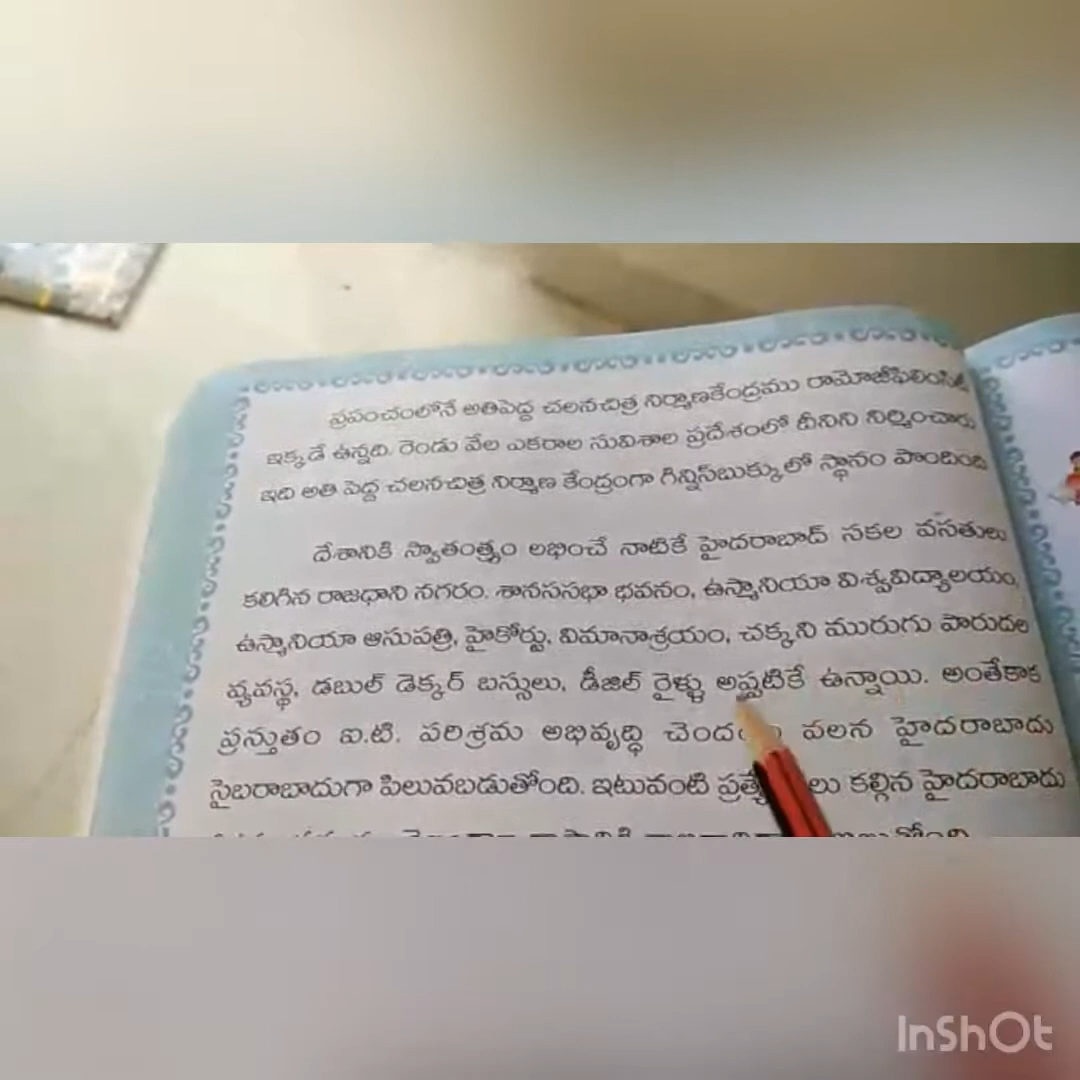 ప్రపంచంలోనే అతిపెద్ద చలనచిత్ర నిర్మాణకేంద్రము రామోజీఫిలింసిటీ
ఇక్కడే ఉన్నది. రెండు వేల ఎకరాల సువిశాల ప్రదేశంలో దీనిని నిర్మించారు
ఇది అతి పెద్ద చలనచిత్ర నిర్మాణ కేంద్రంగా గిన్నిస్‌బుక్కులో స్థానం పొందింది
దేశానికి స్వాతంత్ర్యం లభించే నాటికే హైదరాబాద్ సకల వసతులు
కలిగిన రాజధాని నగరం. శాసనసభా భవనం, ఉస్మానియా విశ్వవిద్యాలయం,
ఉస్మానియా ఆసుపత్రి, హైకోర్టు, విమానాశ్రయం, చక్కని మురుగు పారుదల
వ్యవస్థ, డబుల్ డెక్కర్ బస్సులు, డీజిల్ రైళ్ళు అప్పటికే ఉన్నాయి. అంతేకాక
ప్రస్తుతం ఐ.టి. పరిశ్రమ అభివృద్ధి వలన హైదరాబాదు
సైబరాబాదుగా పిలువబడుతోంది. ఇటువంటి కల్గిన హైదరాబాదు
InShOt